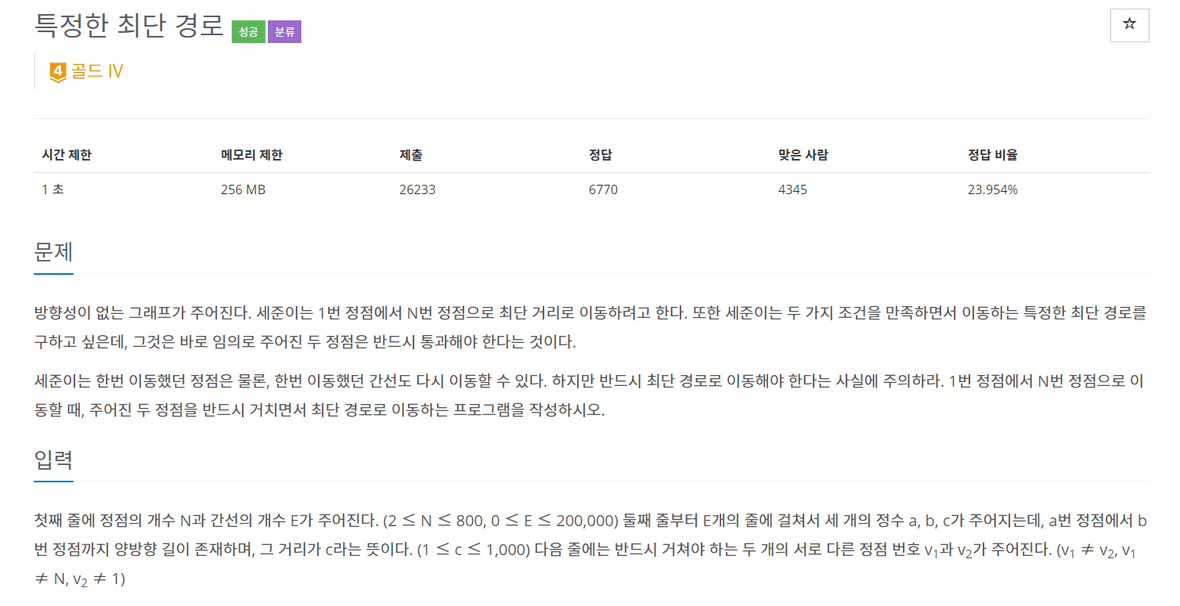 특정한 최단 경로 성공 분류
☆
4 골드 IV
시간 제한 메모리 제한 제출 정답 맞은 사람 정답 비율
1 초 256 MB 26233 6770 4345 23.954%
문제
방향성이 없는 그래프가 주어진다. 세준이는 1번 정점에서 N번 정점으로 최단 거리로 이동하려고 한다. 또한 세준이는 두 가지 조건을 만족하면서 이동하는 특정한 최단 경로를
구하고 싶은데, 그것은 바로 임의로 주어진 두 정점은 반드시 통과해야 한다는 것이다.
세준이는 한번 이동했던 정점은 물론, 한번 이동했던 간선도 다시 이동할 수 있다. 하지만 반드시 최단 경로로 이동해야 한다는 사실에 주의하라. 1번 정점에서 N번 정점으로 이
동할 때, 주어진 두 정점을 반드시 거치면서 최단 경로로 이동하는 프로그램을 작성하시오.
입력
첫째 줄에 정점의 개수 N과 간선의 개수 E가 주어진다. (2 ≤ N ≤ 800, 0 ≤ E ≤ 200,000) 둘째 줄부터 E개의 줄에 걸쳐서 세 개의 정수 a, b, c가 주어지는데, a번 정점에서 b
번 정점까지 양방향 길이 존재하며, 그 거리가 c라는 뜻이다. (1 ≤ c ≤ 1,000) 다음 줄에는 반드시 거쳐야 하는 두 개의 서로 다른 정점 번호 v₁과 v₂가 주어진다. (v₁ ≠ v₂, v₁
≠ N, v₂ ≠ 1)